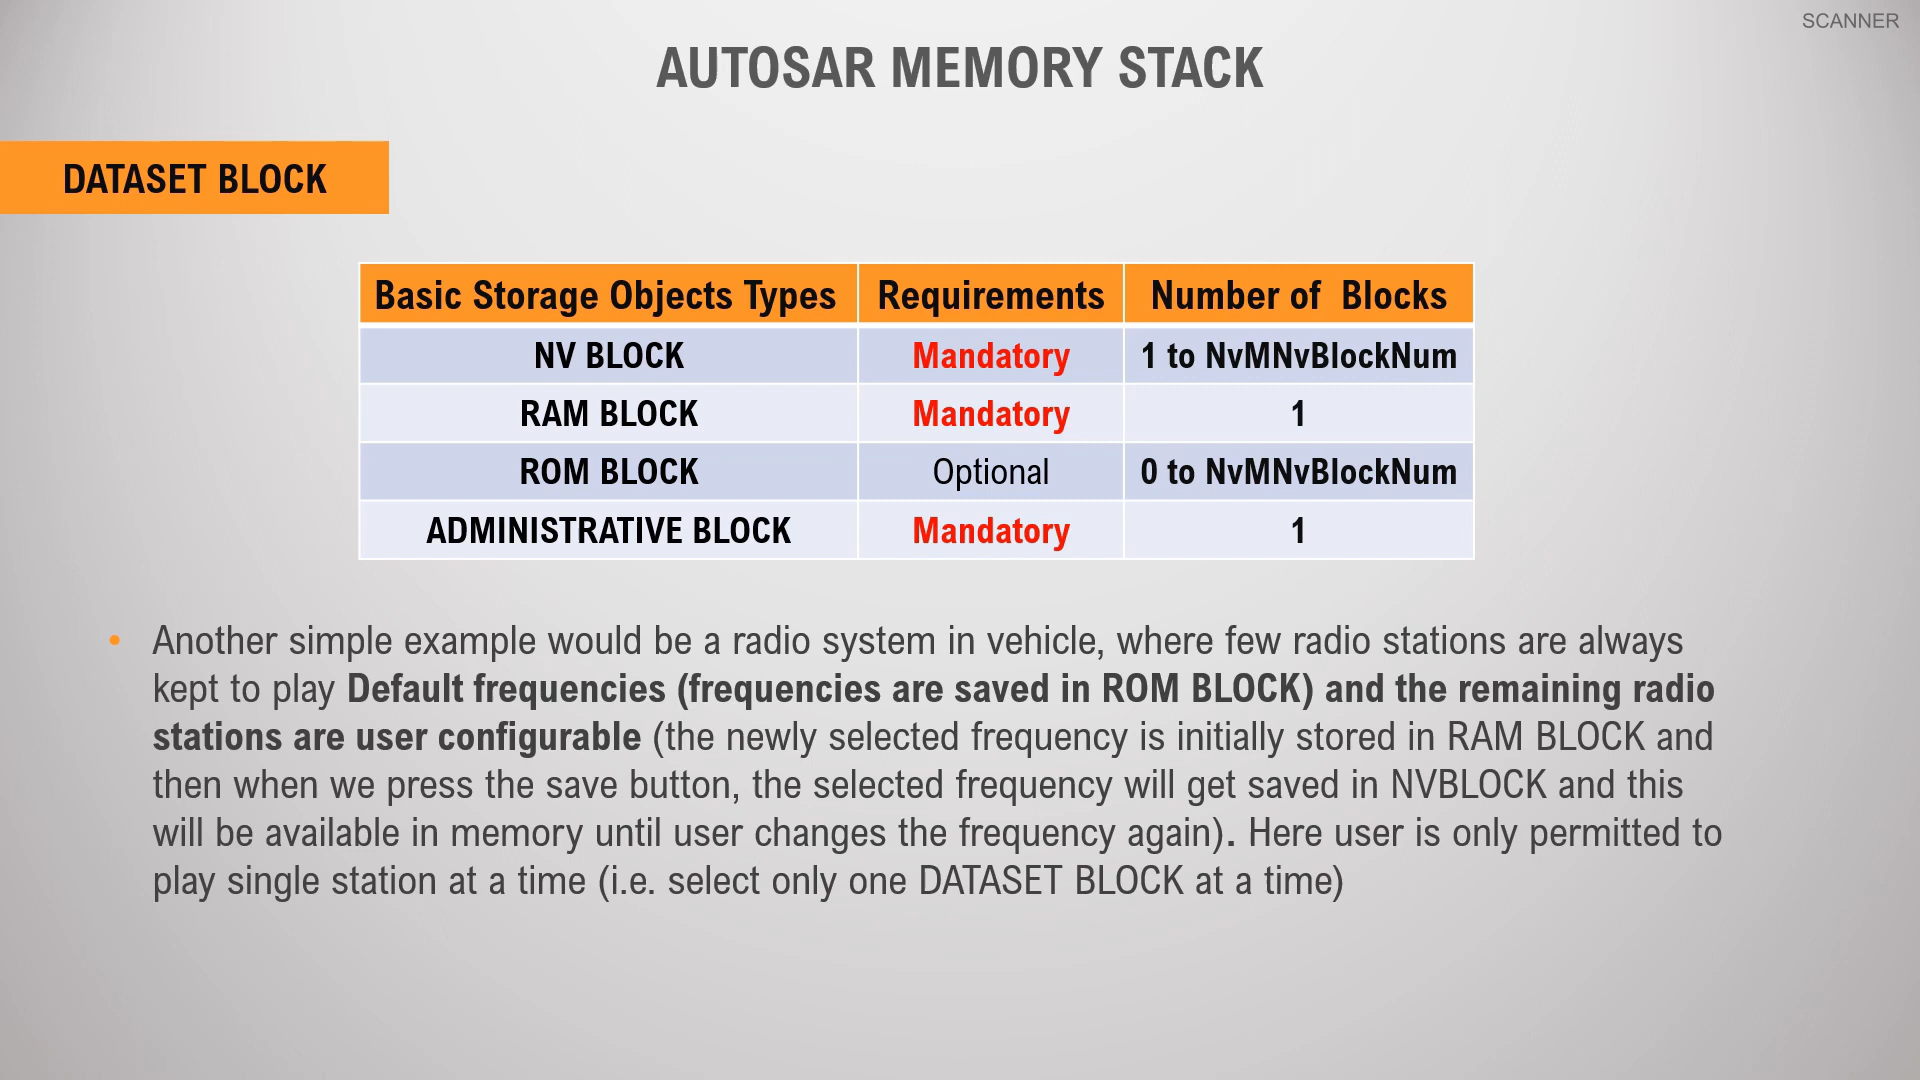 SCANNER
AUTOSAR MEMORY STACK
DATASET BLOCK
Basic Storage Objects Types Requirements Number of Blocks
NV BLOCK Mandatory 1 to NvMNvBlockNum
RAM BLOCK Mandatory 1
ROM BLOCK Optional 0 to NvMNvBlockNum
ADMINISTRATIVE BLOCK Mandatory 1
• Another simple example would be a radio system in vehicle, where few radio stations are always
kept to play Default frequencies (frequencies are saved in ROM BLOCK) and the remaining radio
stations are user configurable (the newly selected frequency is initially stored in RAM BLOCK and
then when we press the save button, the selected frequency will get saved in NVBLOCK and this
will be available in memory until user changes the frequency again). Here user is only permitted to
play single station at a time (i.e. select only one DATASET BLOCK at a time)